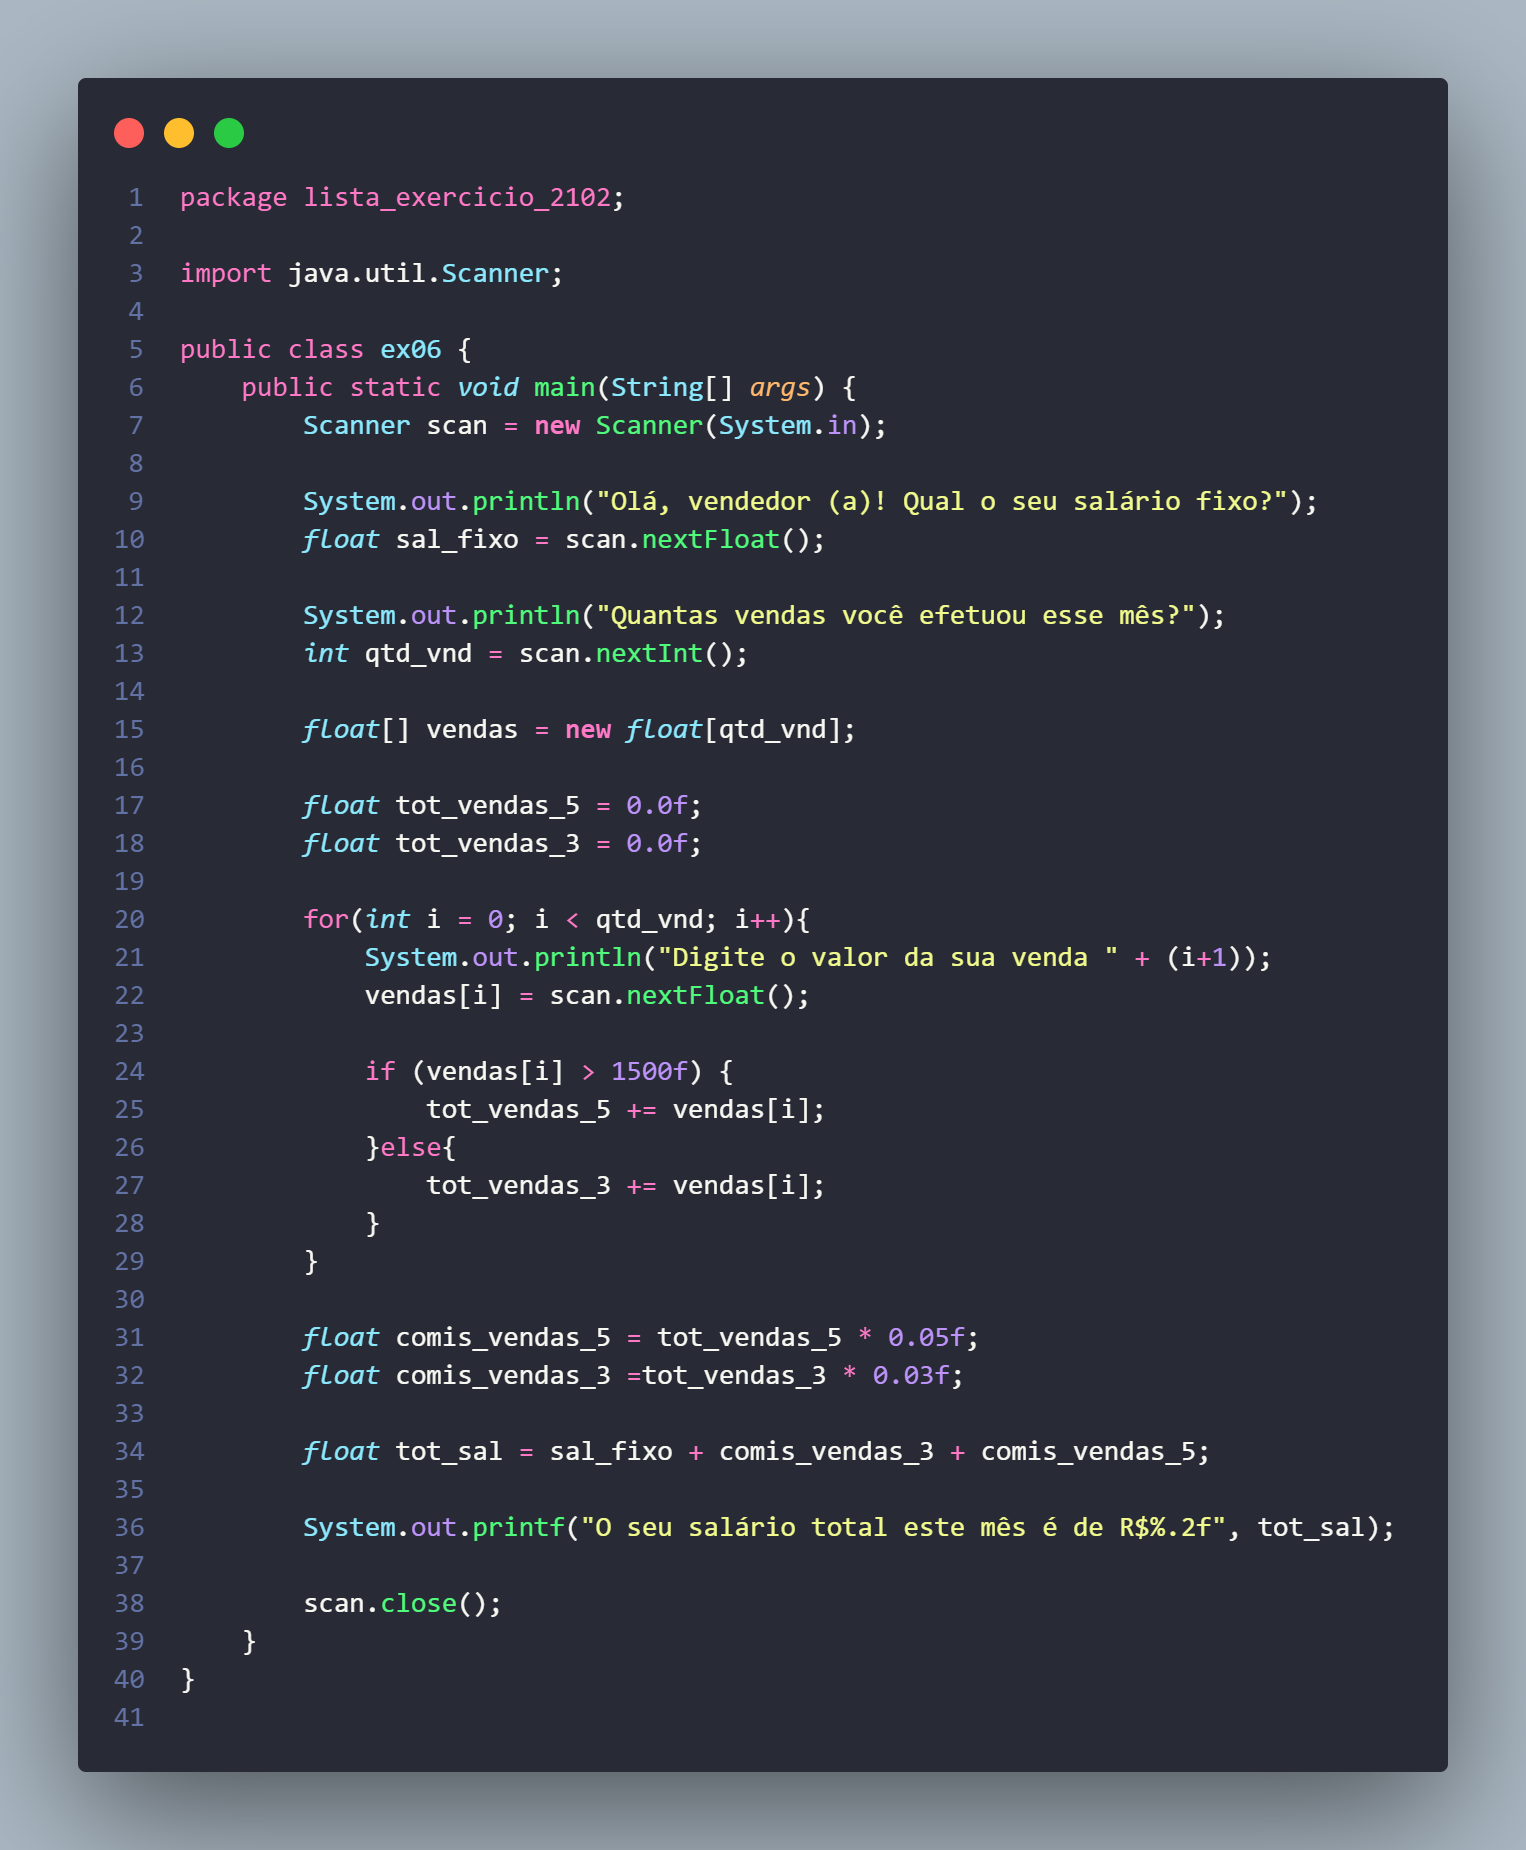 1 package lista_exercicio_2102;
2
3 import java.util.Scanner;
4
5 public class ex06 {
6     public static void main(String[] args) {
7         Scanner scan = new Scanner(System.in);
8
9         System.out.println("Olá, vendedor (a)! Qual o seu salário fixo?");
10         float sal_fixo = scan.nextFloat();
11
12         System.out.println("Quantas vendas você efetuou esse mês?");
13         int qtd_vnd = scan.nextInt();
14
15         float[] vendas = new float[qtd_vnd];
16
17         float tot_vendas_5 = 0.0f;
18         float tot_vendas_3 = 0.0f;
19
20         for(int i = 0; i < qtd_vnd; i++){
21             System.out.println("Digite o valor da sua venda " + (i+1));
22             vendas[i] = scan.nextFloat();
23
24             if (vendas[i] > 1500f) {
25                 tot_vendas_5 += vendas[i];
26             }else{
27                 tot_vendas_3 += vendas[i];
28             }
29         }
30
31         float comis_vendas_5 = tot_vendas_5 * 0.05f;
32         float comis_vendas_3 =tot_vendas_3 * 0.03f;
33
34         float tot_sal = sal_fixo + comis_vendas_3 + comis_vendas_5;
35
36         System.out.printf("O seu salário total este mês é de R$%.2f", tot_sal);
37
38         scan.close();
39     }
40 }
41